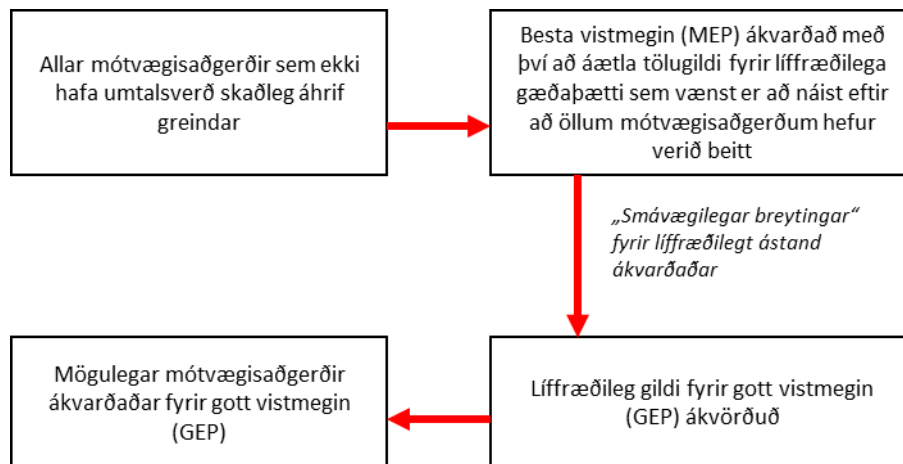 Allar mótvægisaðgerðir sem ekki
hafa umtalsverð skaðleg áhrif
greindar
Besta vistmegin (MEP) ákvarðað með
því að áætla tölugildi fyrir líffræðilega
gæðaþætti sem vænst er að náist eftir
að öllum mótvægisaðgerðum hefur
verið beitt
„Smávægilegar breytingar“
fyrir líffræðilegt ástand
ákvarðaðar
Líffræðileg gildi fyrir gott vistmegin
(GEP) ákvörðuð
Mögulegar mótvægisaðgerðir
ákvarðaðar fyrir gott vistmegin
(GEP)